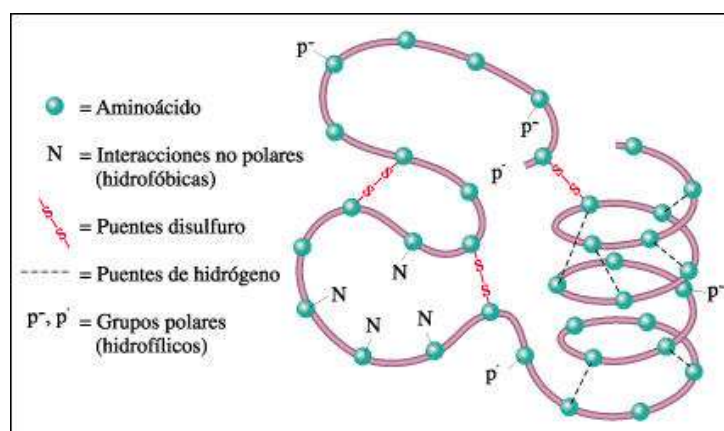 = Aminoácido
N = Interacciones no polares
(hidrofóbicas)
-S-S- = Puentes disulfuro
------ = Puentes de hidrógeno
p⁻, p˙ = Grupos polares
(hidrofílicos)
p⁻
p⁻
p˙
S-S
S-S
N
S-S
p⁻
N
N
N
p˙